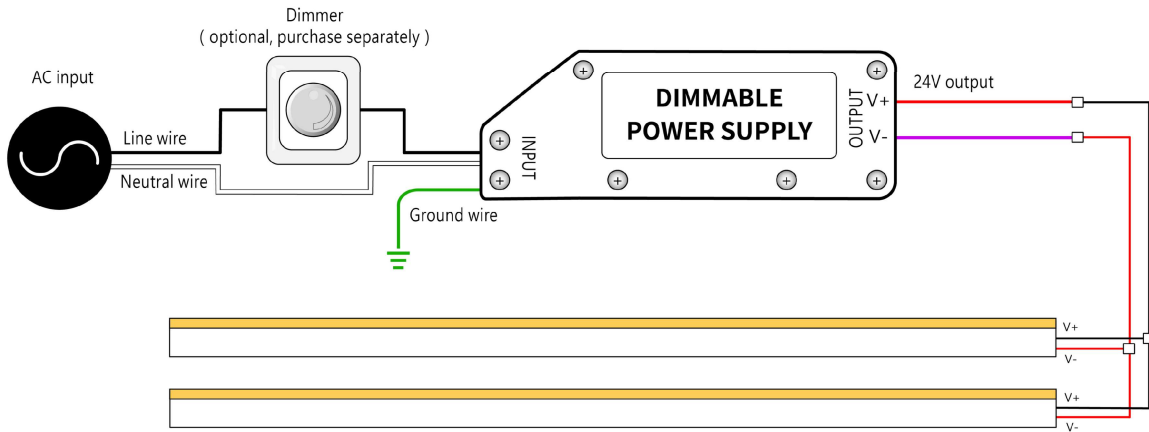 Dimmer
( optional, purchase separately )
AC input
Line wire
Neutral wire
Ground wire
INPUT
DIMMABLE
POWER SUPPLY
OUTPUT
V+
V-
24V output
V+
V-
V+
V-